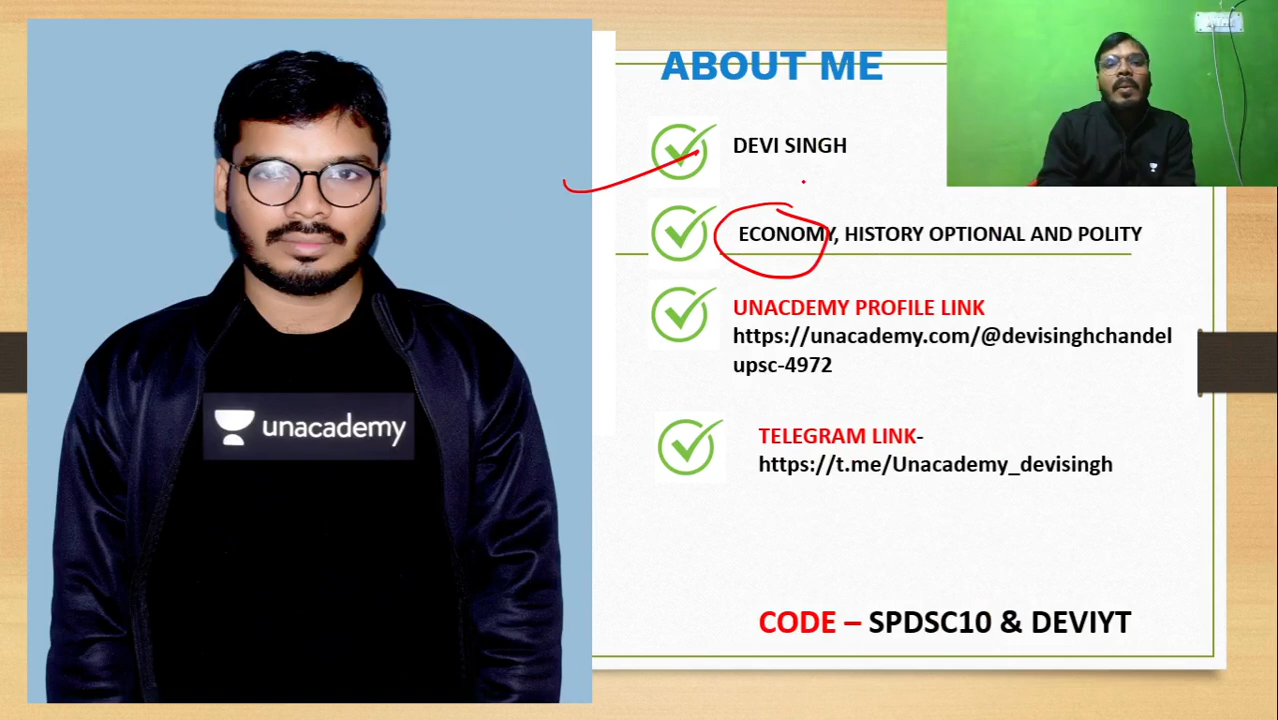 ABOUT ME
DEVI SINGH
ECONOMY, HISTORY OPTIONAL AND POLITY
UNACDEMY PROFILE LINK
https://unacademy.com/@devisinghchandel
upsc-4972
TELEGRAM LINK-
https://t.me/Unacademy_devisingh
CODE – SPDSC10 & DEVIYT
unacademy